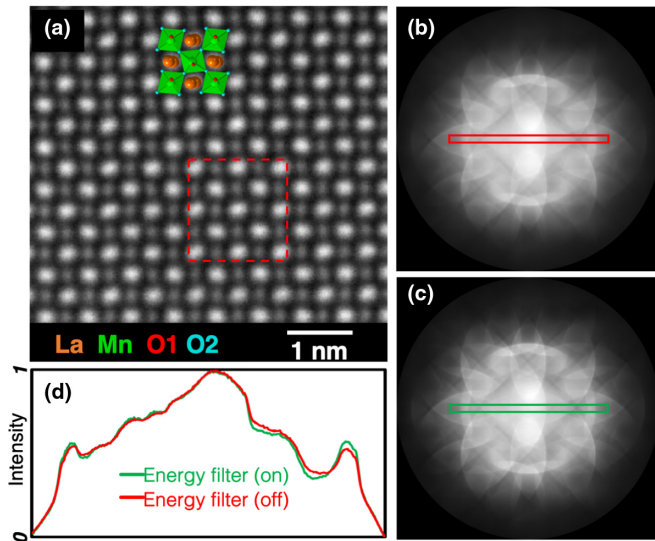 (a)
La Mn O1 O2
1 nm
(b)
(c)
(d)
1
Intensity
0
Energy filter (on)
Energy filter (off)